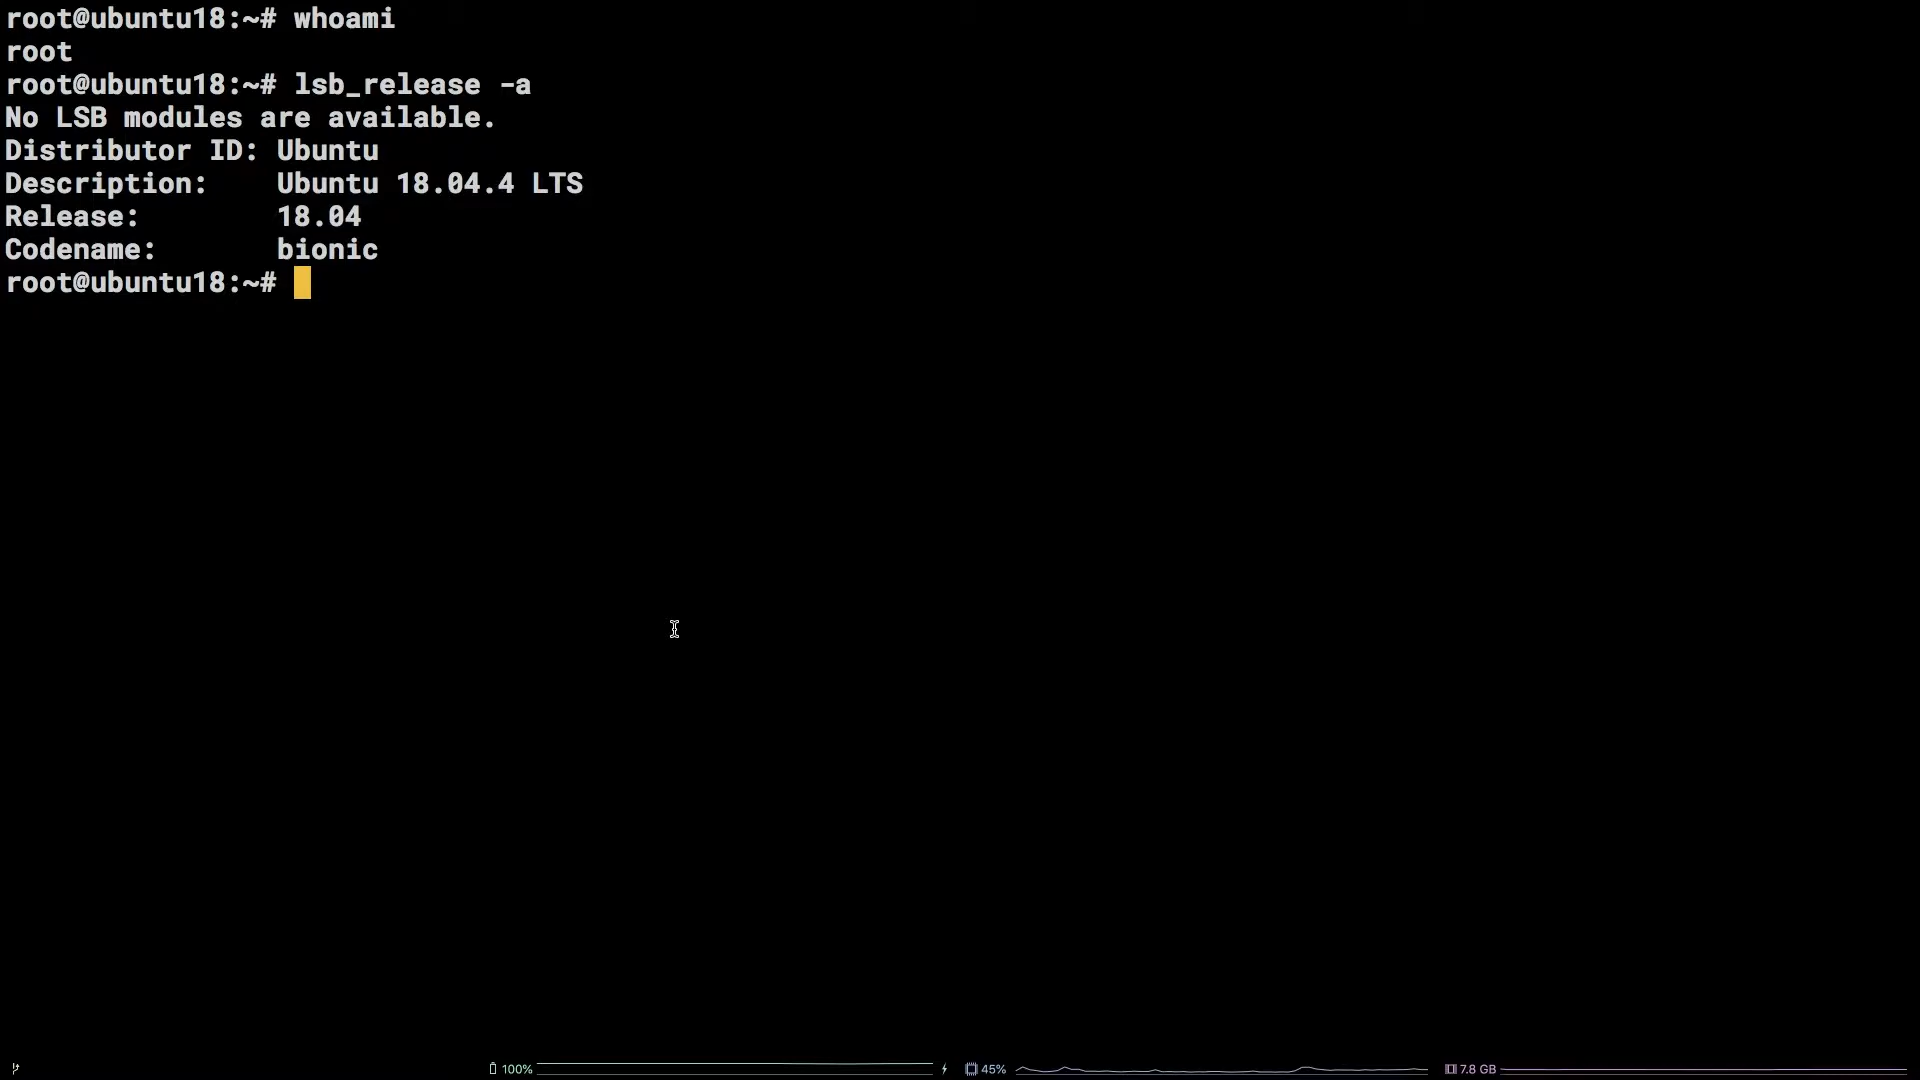 root@ubuntu18:~# whoami
root
root@ubuntu18:~# lsb_release -a
No LSB modules are available.
Distributor ID: Ubuntu
Description:    Ubuntu 18.04.4 LTS
Release:        18.04
Codename:       bionic
root@ubuntu18:~#
100% 45% 7.8 GB